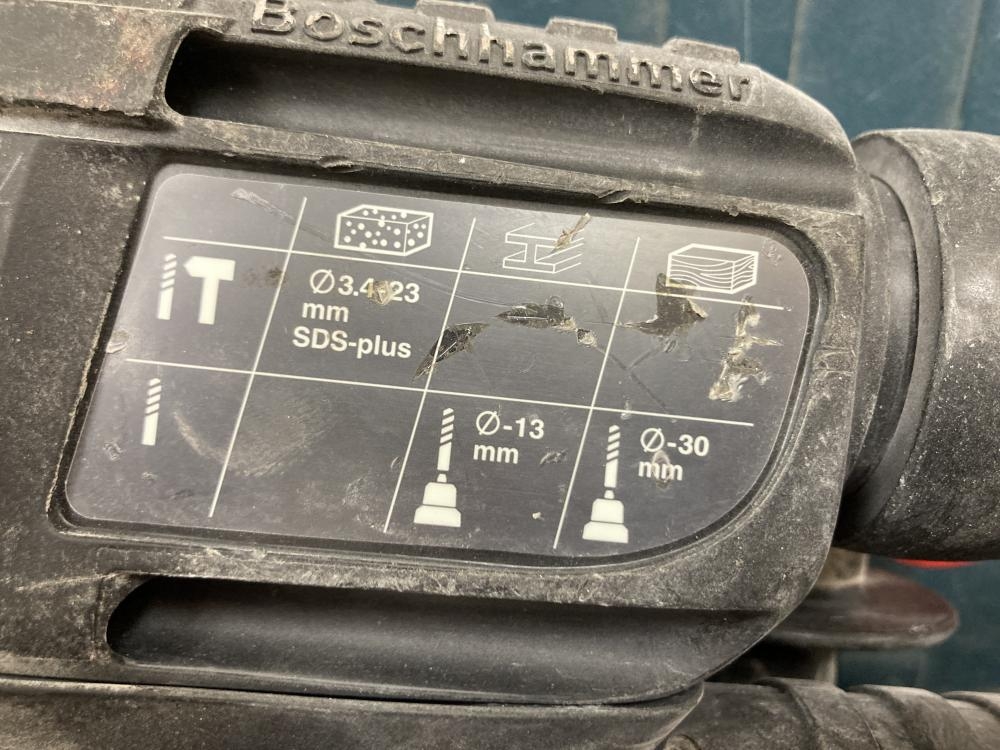 Boschhammer
Ø3.4-23
mm
SDS-plus
Ø-13
mm
Ø-30
mm